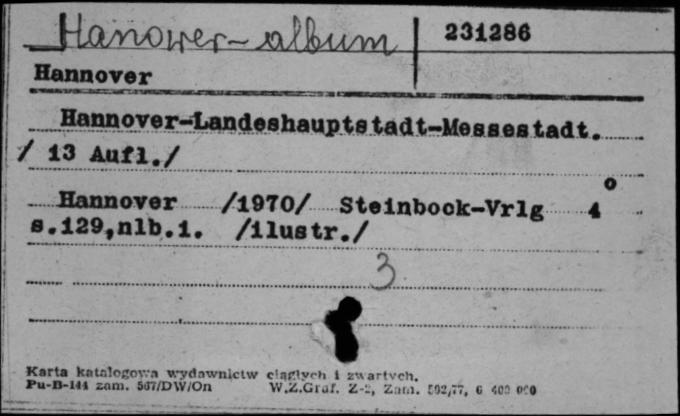 Hanower-album 231286
Hannover
Hannover-Landeshauptstadt-Messestadt.
/ 13 Aufl./
Hannover /1970/ Steinbock-Vrlg 4°
s.129,nlb.1. /ilustr./
3
Karta katalogowa wydawnictw ciągłych i zwartych.
Pu-B-144 zam. 567/DW/On W.Z.Graf. Z-2, Zam. 592/77, 6 400 000